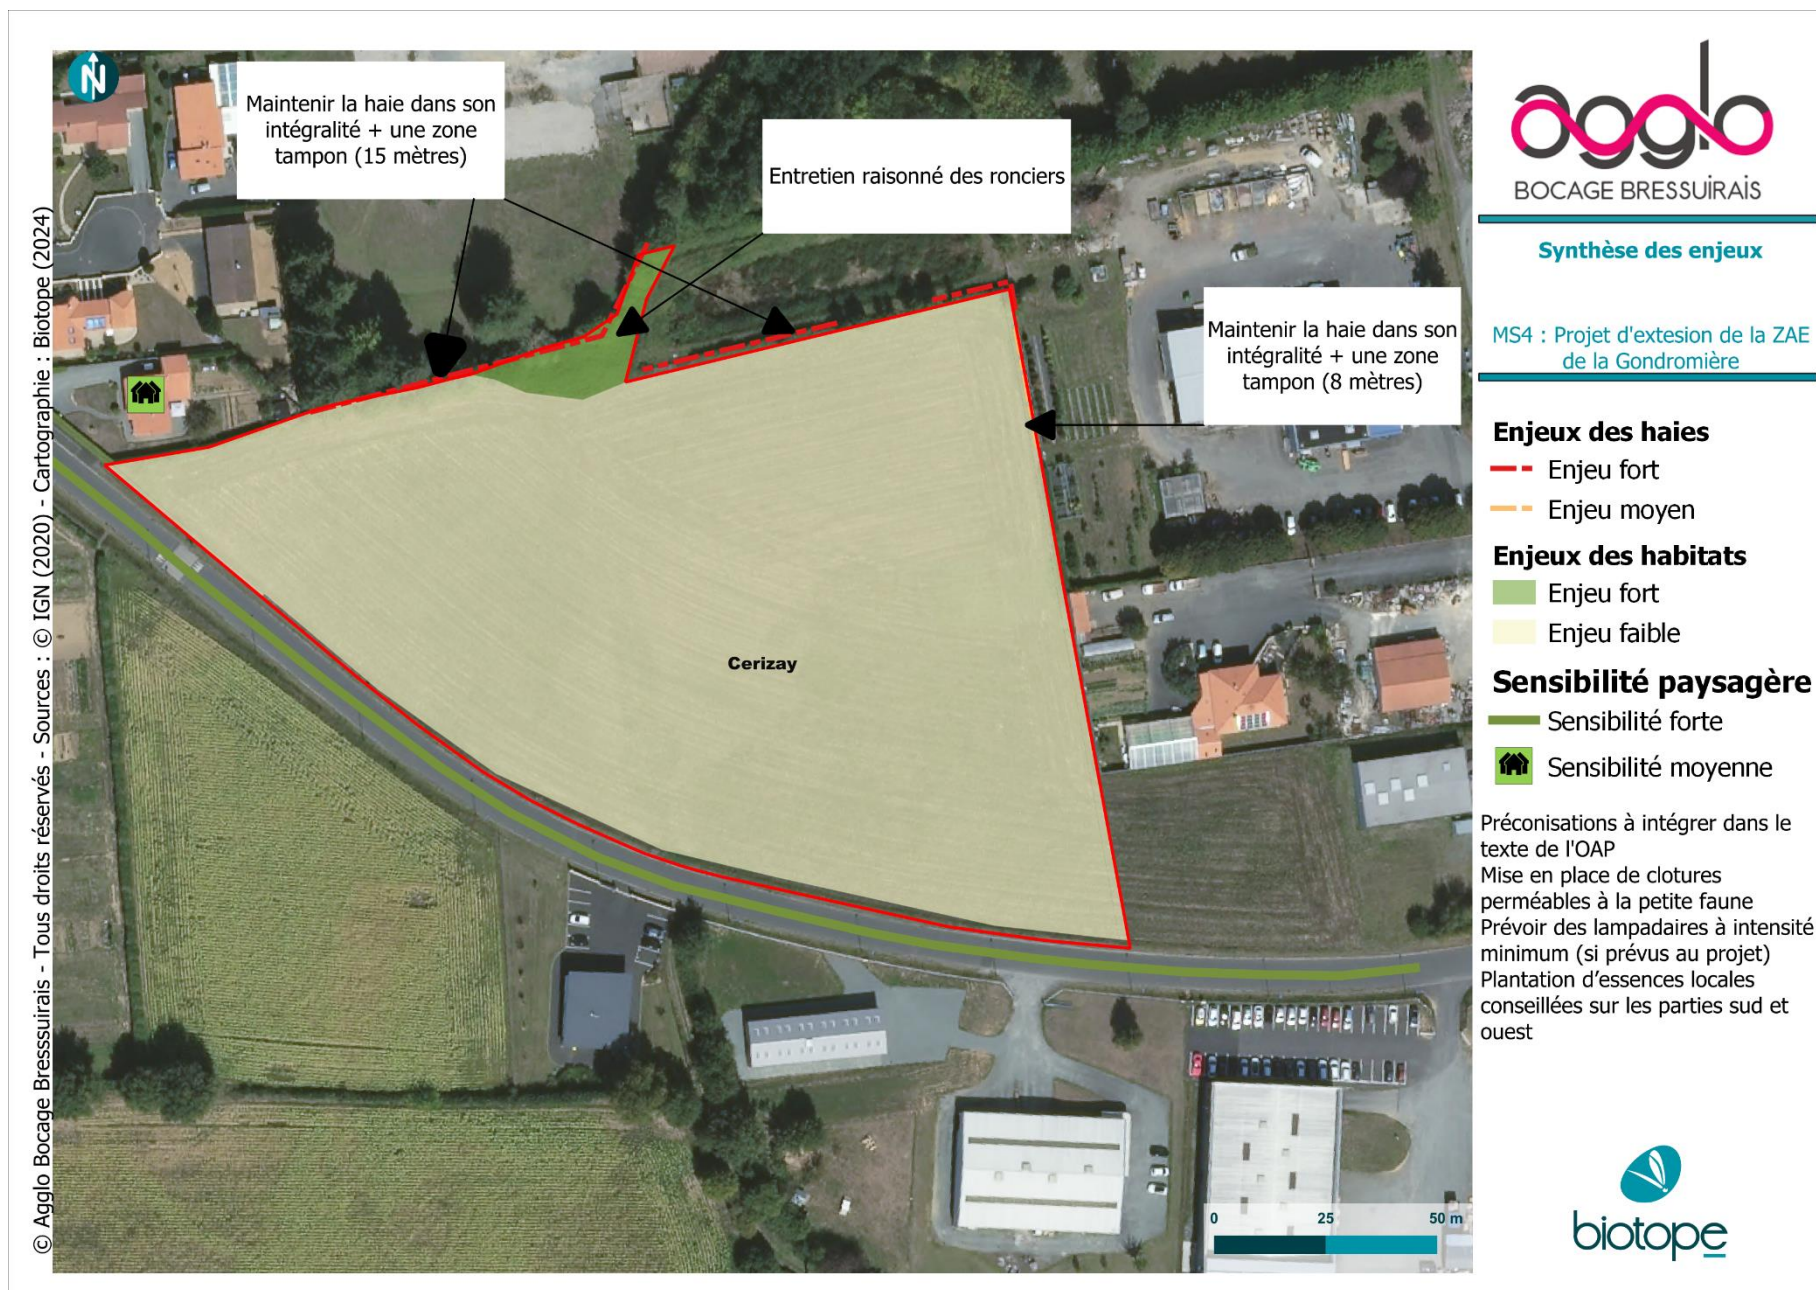 N
Maintenir la haie dans son
intégralité + une zone
tampon (15 mètres)
Entretien raisonné des ronciers
Maintenir la haie dans son
intégralité + une zone
tampon (8 mètres)
Cerizay
0 25 50 m
© Agglo Bocage Bresssuirais - Tous droits réservés - Sources : © IGN (2020) - Cartographie : Biotope (2024)
agglo
BOCAGE BRESSUIRAIS
Synthèse des enjeux
MS4 : Projet d'extesion de la ZAE
de la Gondromière
Enjeux des haies
Enjeu fort
Enjeu moyen
Enjeux des habitats
Enjeu fort
Enjeu faible
Sensibilité paysagère
Sensibilité forte
Sensibilité moyenne
Préconisations à intégrer dans le
texte de l'OAP
Mise en place de clotures
perméables à la petite faune
Prévoir des lampadaires à intensité
minimum (si prévus au projet)
Plantation d’essences locales
conseillées sur les parties sud et
ouest
biotope